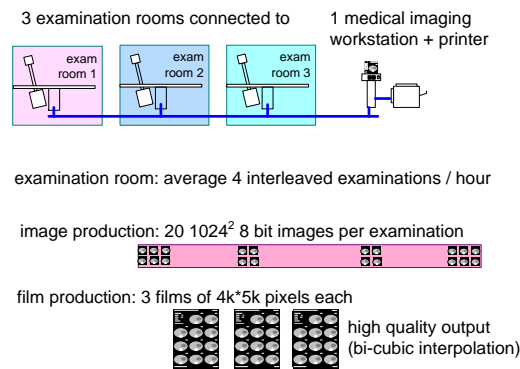 3 examination rooms connected to
1 medical imaging
workstation + printer
exam
room 1
exam
room 2
exam
room 3
examination room: average 4 interleaved examinations / hour
image production: 20 1024² 8 bit images per examination
film production: 3 films of 4k*5k pixels each
high quality output
(bi-cubic interpolation)